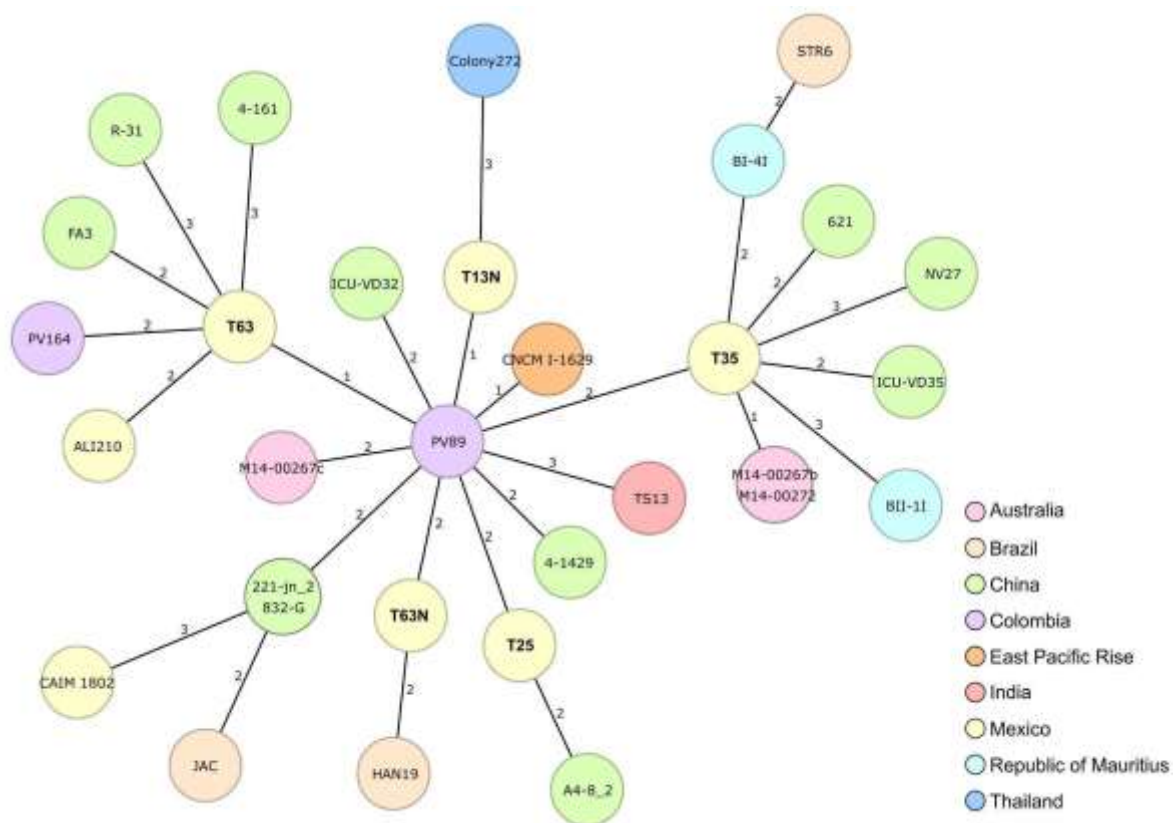 STR6
Colony272
4-161
R-31
2
BI-4I
3
3
3
621
FA3
2
2
ICU-VD32
T13N
2
NV27
3
T63
PV164
2
2
1
CNCM I-1629
T35
2
ICU-VD35
2
1
1
2
ALI210
PV89
1
3
M14-00267c
2
3
M14-00267b
M14-00272
TS13
BII-1I
2
Australia
2
2
2
4-1429
Brazil
221-jn_2
832-G
China
T63N
Colombia
3
T25
East Pacific Rise
CAIM 1802
2
2
India
2
Mexico
JAC
HAN19
Republic of Mauritius
A4-8_2
Thailand